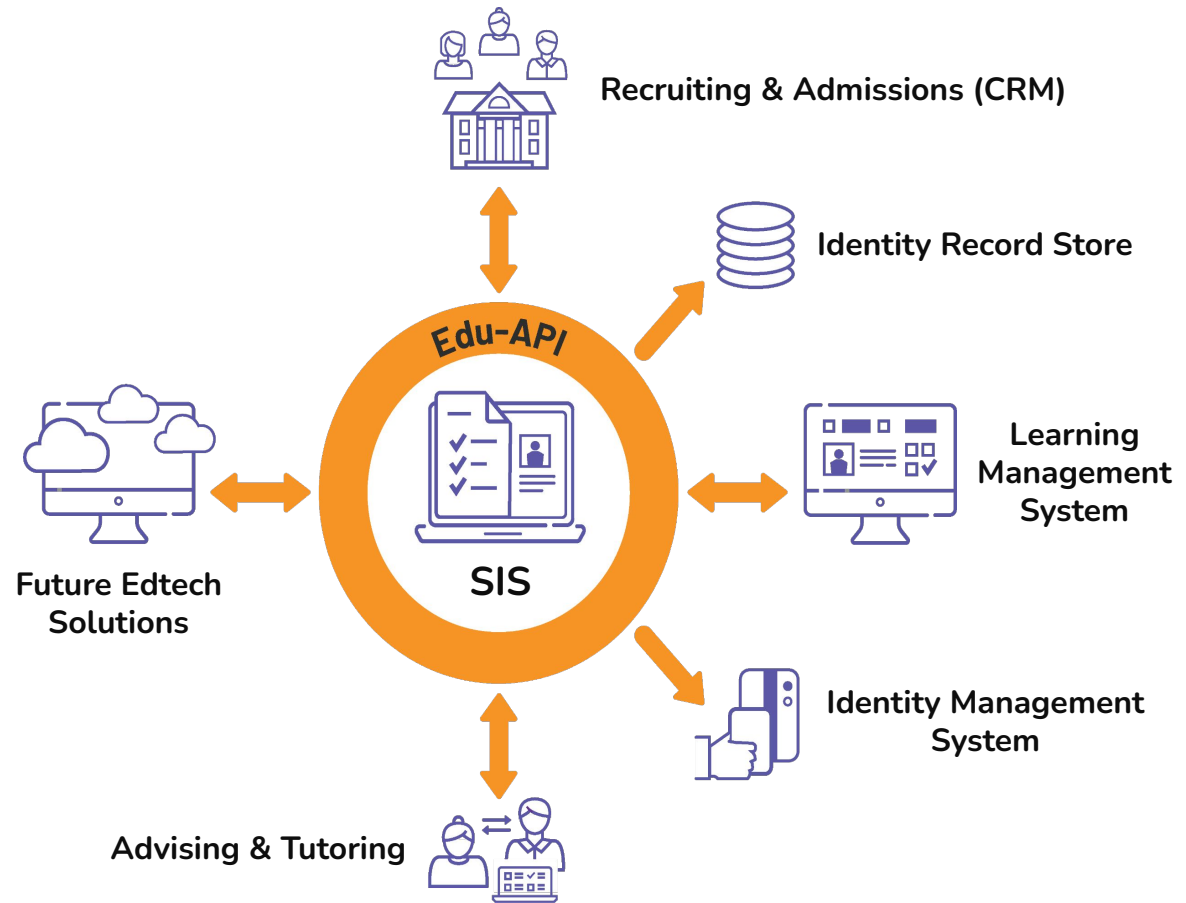 Recruiting & Admissions (CRM)
Identity Record Store
Edu-API
Learning
Management
System
SIS
Future Edtech
Solutions
Identity Management
System
Advising & Tutoring